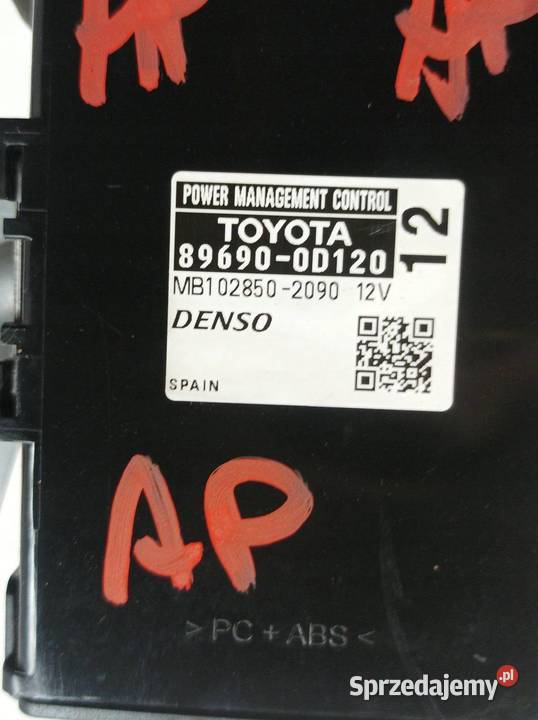 AP AP
POWER MANAGEMENT CONTROL
TOYOTA
89690-0D120
12
MB102850-2090 12V
DENSO
SPAIN
AP
>PC+ABS<
Sprzedajemy.pl